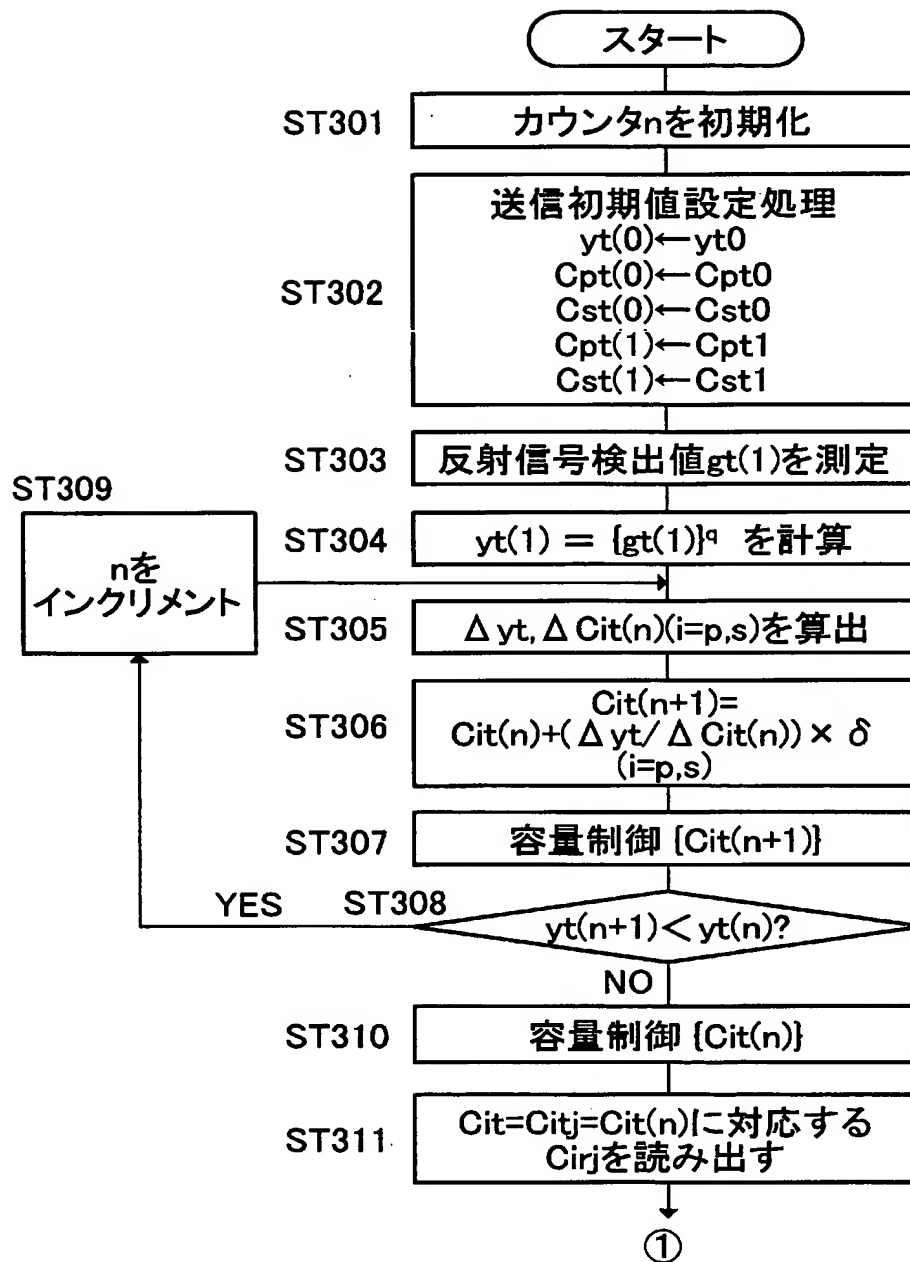 スタート
ST301
カウンタnを初期化
ST302
送信初期値設定処理
yt(0)←yt0
Cpt(0)←Cpt0
Cst(0)←Cst0
Cpt(1)←Cpt1
Cst(1)←Cst1
ST303
反射信号検出値gt(1)を測定
ST304
yt(1) = {gt(1)}^q を計算
ST309
nを
インクリメント
ST305
Δyt,ΔCit(n)(i=p,s)を算出
ST306
Cit(n+1)=
Cit(n)+(Δyt/ΔCit(n))×δ
(i=p,s)
ST307
容量制御 {Cit(n+1)}
YES
ST308
yt(n+1)<yt(n)?
NO
ST310
容量制御 {Cit(n)}
ST311
Cit=Citj=Cit(n)に対応する
Cirjを読み出す
①